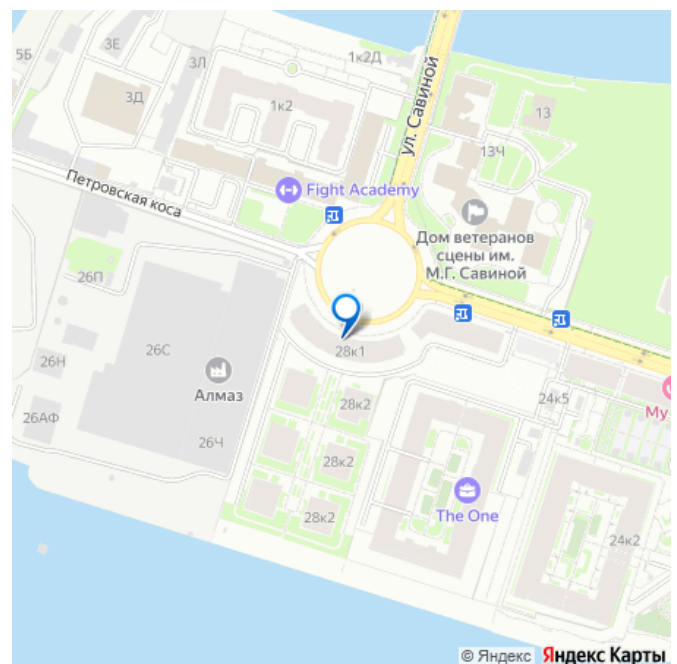 5Б
3Е
3Л
1к2Д
3Д
1к2
ул. Савиной
13
13Ч
Петровская коса
Fight Academy
Дом ветеранов
сцены им.
М.Г. Савиной
26П
26С
28к1
26Н
Алмаз
28к2
24к5
26АФ
26Ч
28к2
28к2
The One
24к2
© Яндекс Яндекс Карты